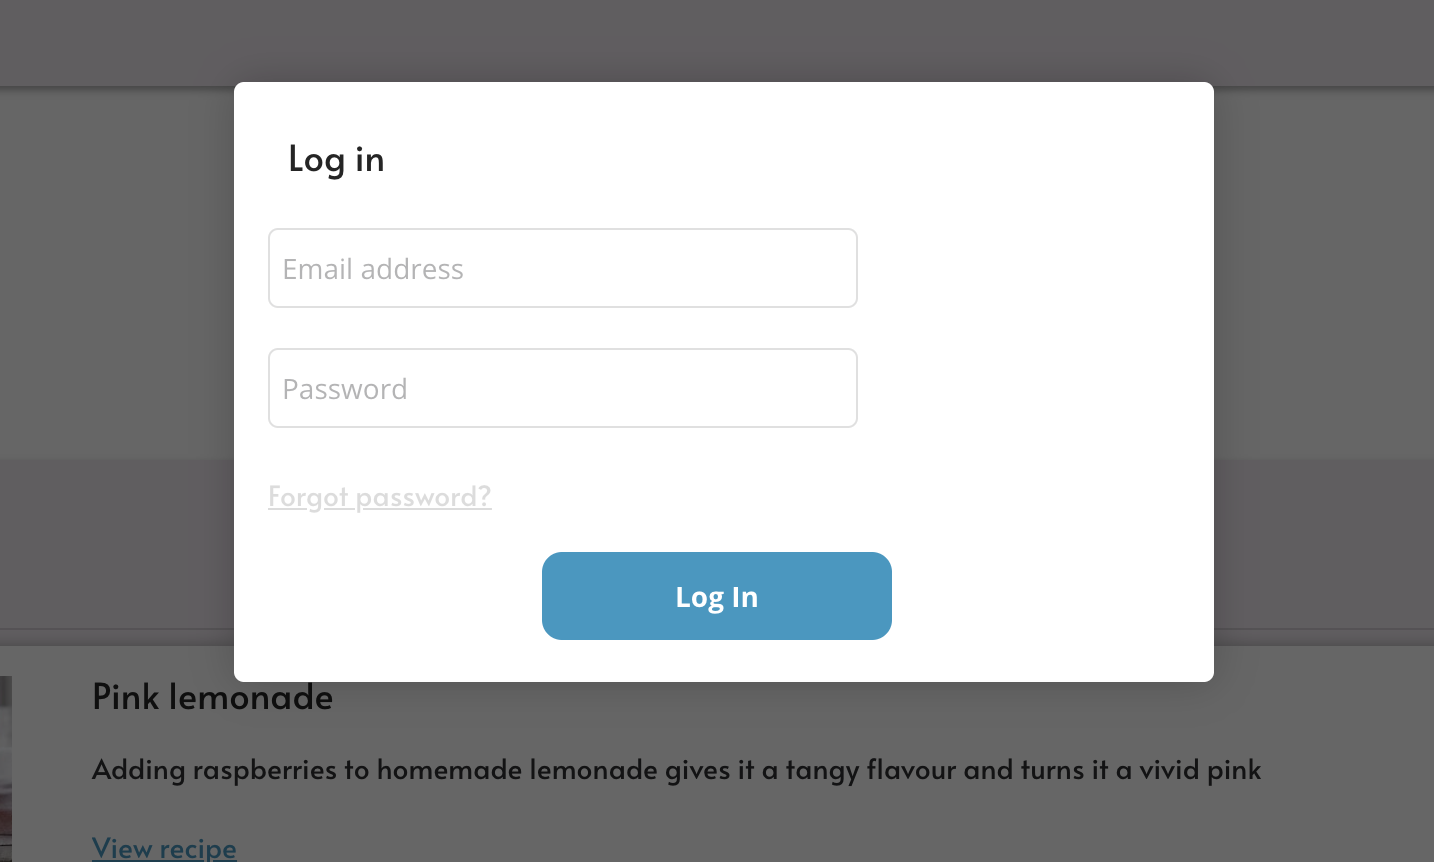 Log in
Email address
Password
Forgot password?
Log In
Pink lemonade
Adding raspberries to homemade lemonade gives it a tangy flavour and turns it a vivid pink
View recipe